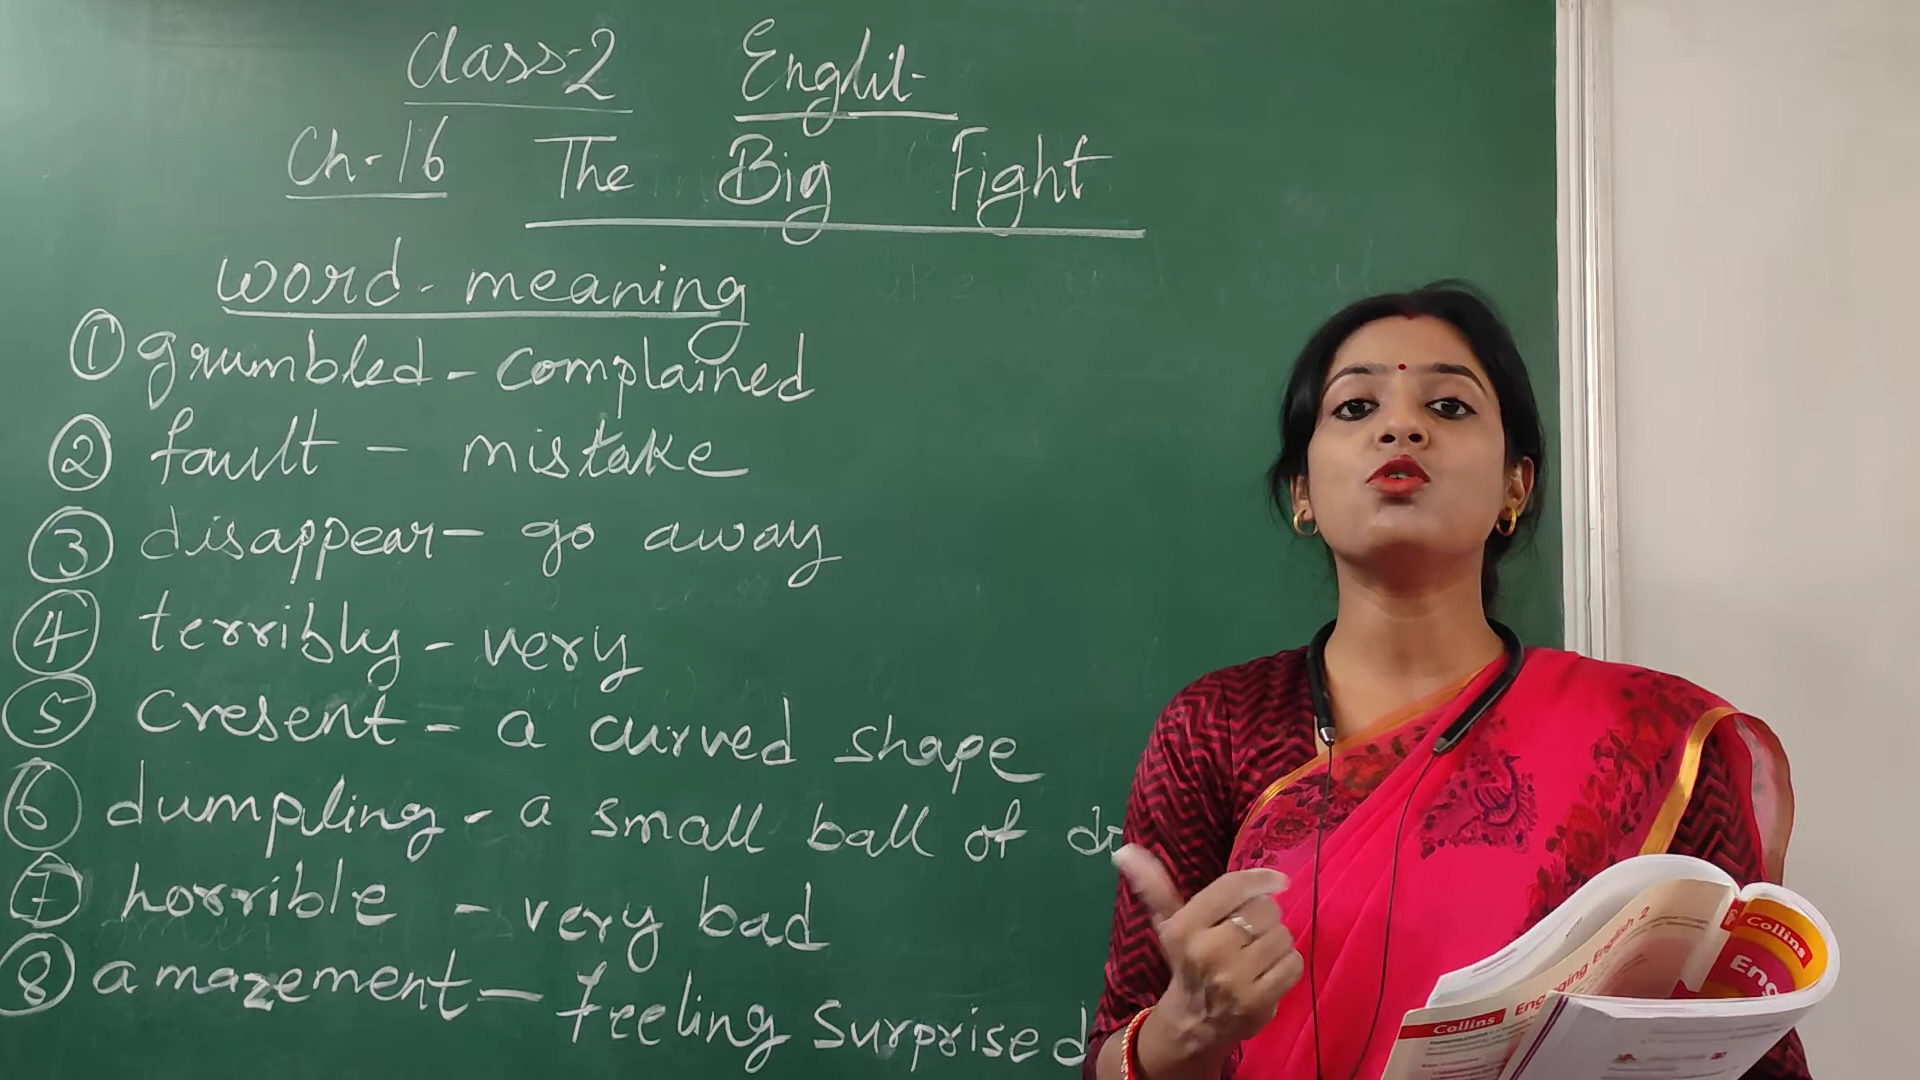 Class-2 Englit-
Ch-16 The Big Fight
word-meaning
① grumbled - complained
② fault - mistake
③ disappear - go away
④ terribly - very
⑤ cresent - a curved shape
⑥ dumpling - a small ball of
⑦ horrible - very bad
⑧ amazement - feeling surprised
Collins
Eng
Engaging English 2
Collins